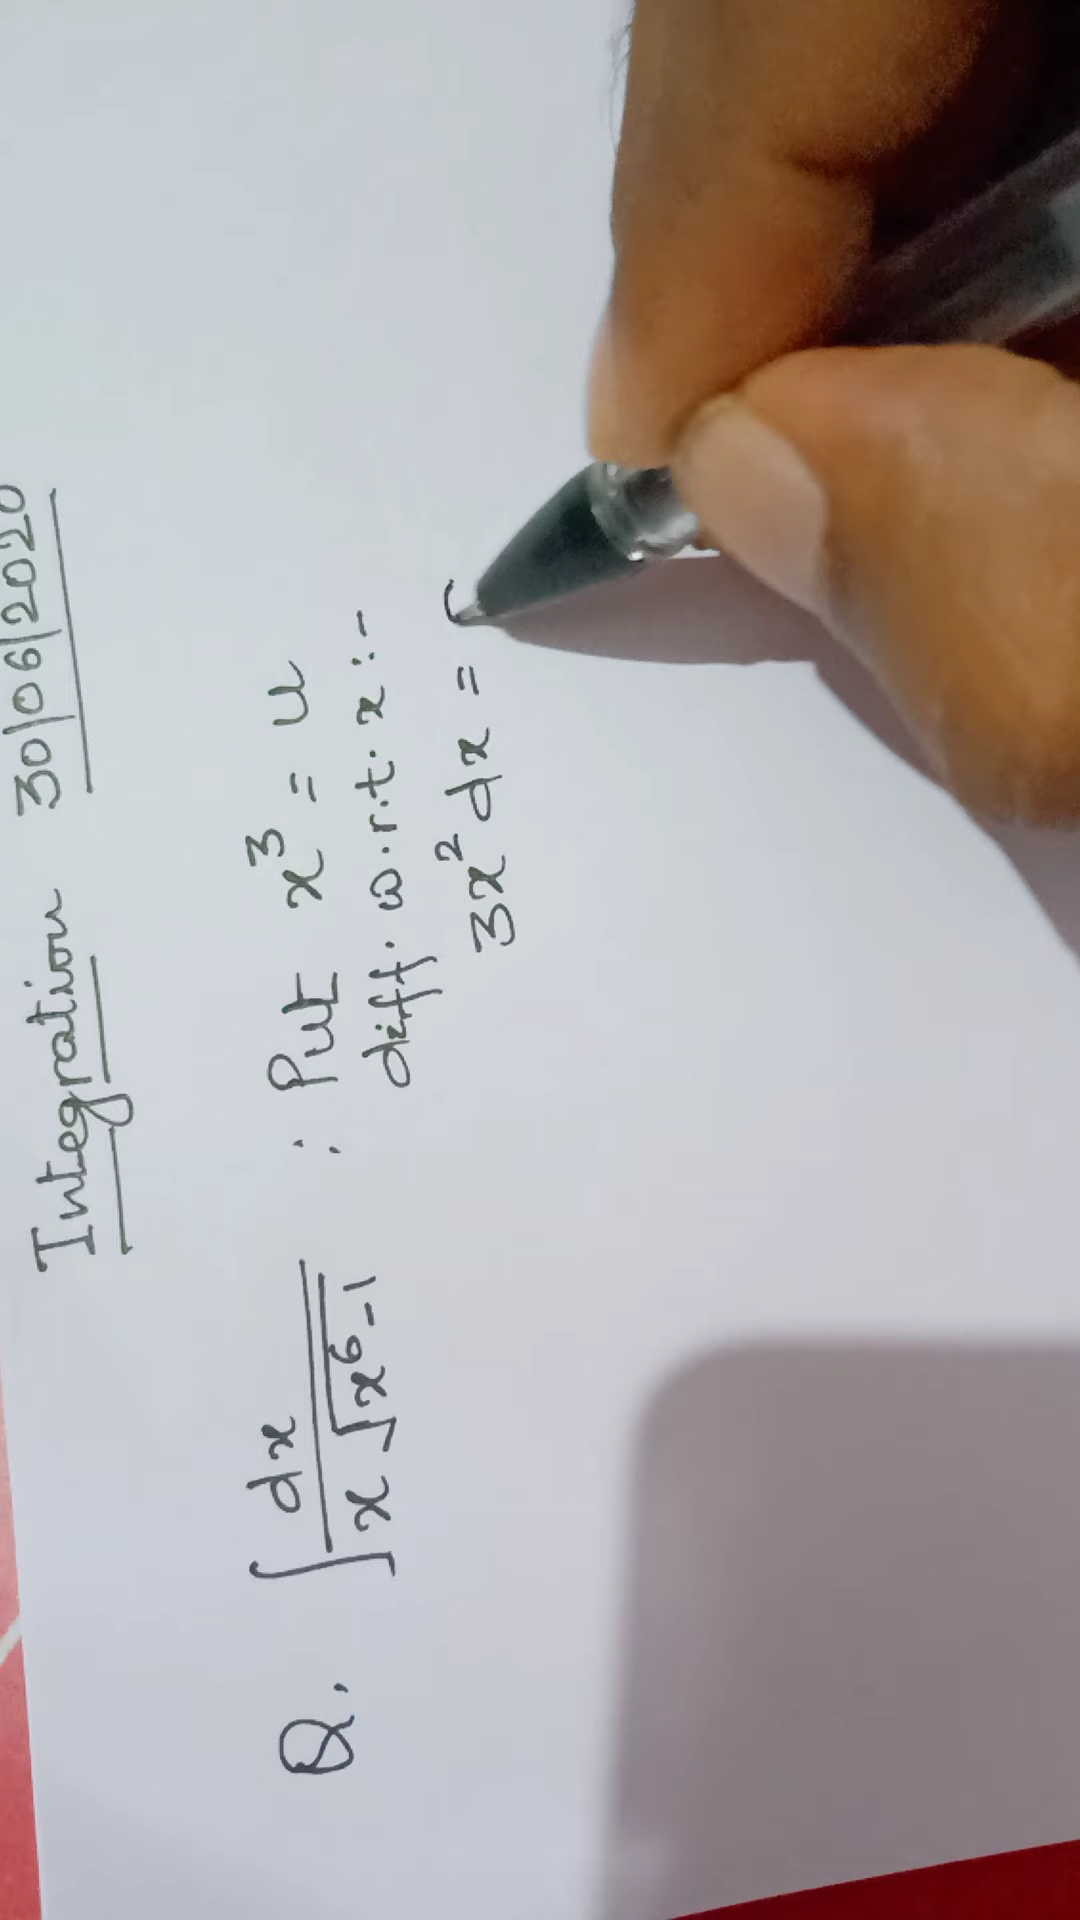 Integration 30/06/2020
Q. ∫ dx / x√x⁶-1 : Put x³ = u
diff. w.r.t. x :-
3x² dx =